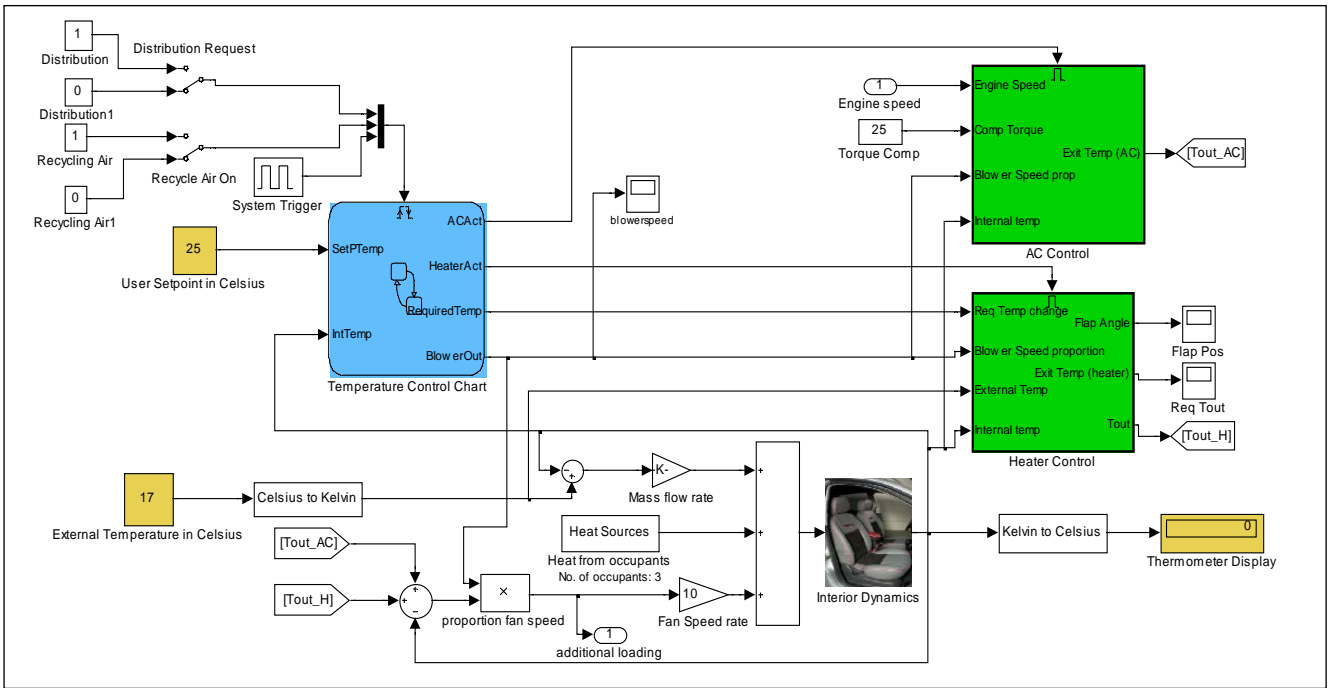 1
Distribution
Distribution Request
0
Distribution1
1
Recycling Air
Recycle Air On
0
Recycling Air1
System Trigger
25
User Setpoint in Celsius
SetPTemp
IntTemp
ACAct
HeaterAct
RequiredTemp
BlowerOut
Temperature Control Chart
blowerspeed
1
Engine speed
25
Torque Comp
Engine Speed
Comp Torque
Blower Speed prop
Internal temp
Exit Temp (AC)
AC Control
[Tout_AC]
Req Temp change
Blower Speed proportion
External Temp
Internal temp
Flap Angle
Exit Temp (heater)
Tout
Heater Control
Flap Pos
Req Tout
[Tout_H]
17
External Temperature in Celsius
Celsius to Kelvin
K-
Mass flow rate
Heat Sources
Heat from occupants
No. of occupants: 3
[Tout_AC]
[Tout_H]
×
proportion fan speed
10
Fan Speed rate
1
additional loading
Interior Dynamics
Kelvin to Celsius
0
Thermometer Display